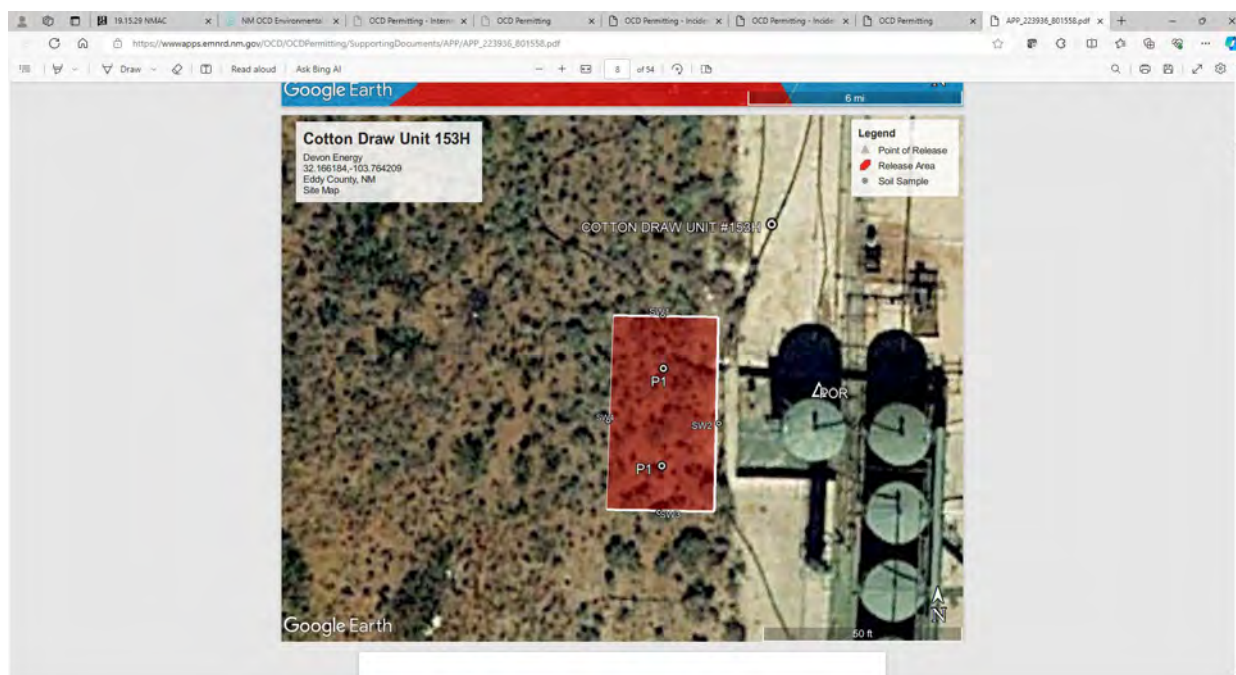 19.15.29 NMAC
NM OCD Environmental
OCD Permitting - Intern
OCD Permitting
OCD Permitting - Incide
OCD Permitting - Incide
OCD Permitting
APP_223936_801558.pdf
https://wwwapps.emnrd.nm.gov/OCD/OCDPermitting/SupportingDocuments/APP/APP_223936_801558.pdf
Draw
Read aloud
Ask Bing AI
8
of 54
Google Earth
6 mi
Cotton Draw Unit 153H
Devon Energy
32.166184,-103.764209
Eddy County, NM
Site Map
Legend
Point of Release
Release Area
Soil Sample
COTTON DRAW UNIT #153H
SW1
P1
POR
SW2
P1
SW3
N
Google Earth
50 ft